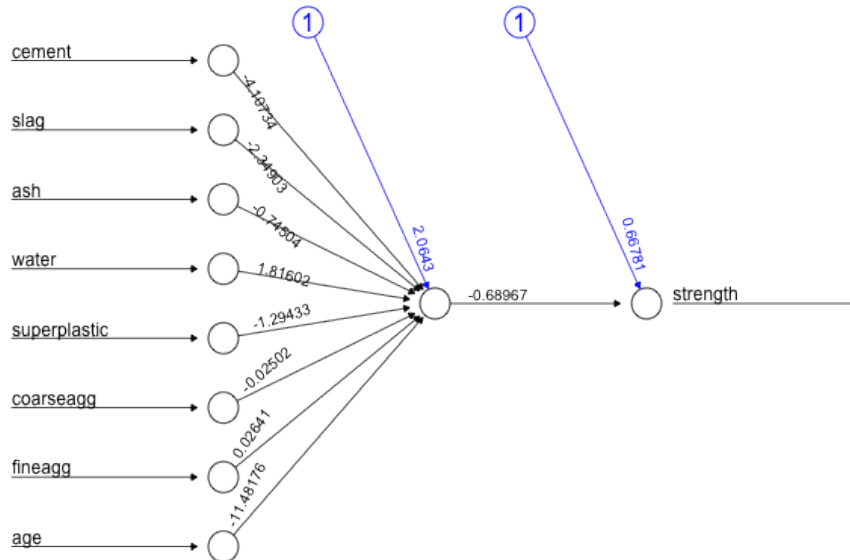 1
1
cement
-4.10734
slag
-2.34903
ash
-0.74504
water
1.81602
2.0643
0.66781
superplastic
-1.29433
-0.68967
strength
coarseagg
-0.02502
fineagg
0.02641
age
-11.48176